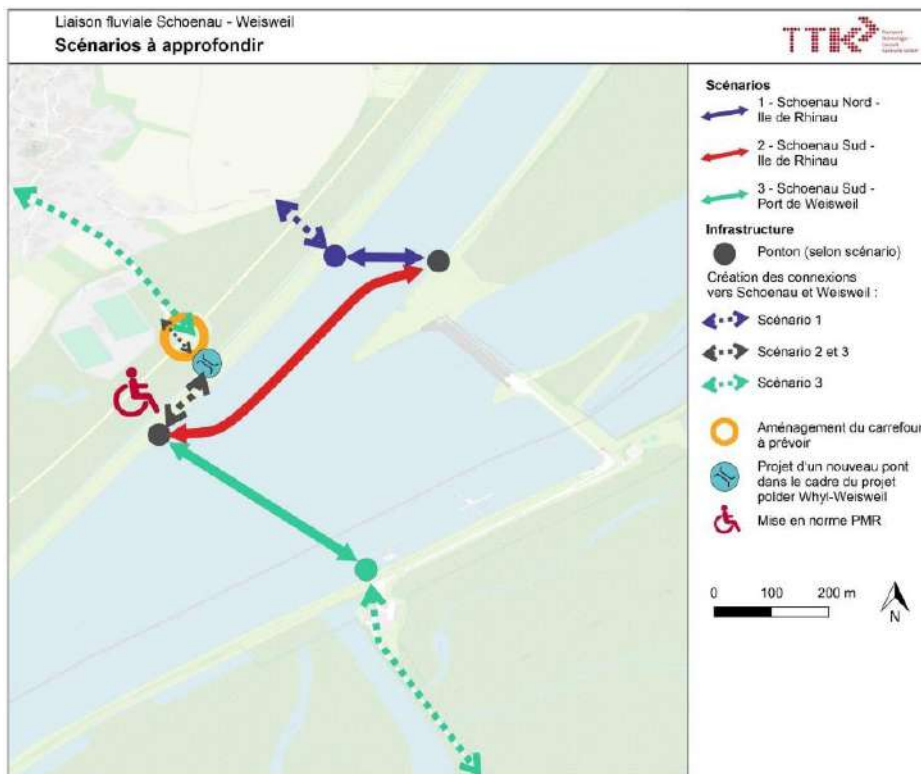 Liaison fluviale Schoenau - Weisweil
Scénarios à approfondir
TTK
Scénarios
1 - Schoenau Nord -
Ile de Rhinau
2 - Schoenau Sud -
Ile de Rhinau
3 - Schoenau Sud -
Port de Weisweil
Infrastructure
Ponton (selon scénario)
Création des connexions
vers Schoenau et Weisweil :
Scénario 1
Scénario 2 et 3
Scénario 3
Aménagement du carrefour
à prévoir
Projet d'un nouveau pont
dans le cadre du projet
polder Whyl-Weisweil
Mise en norme PMR
0 100 200 m
N